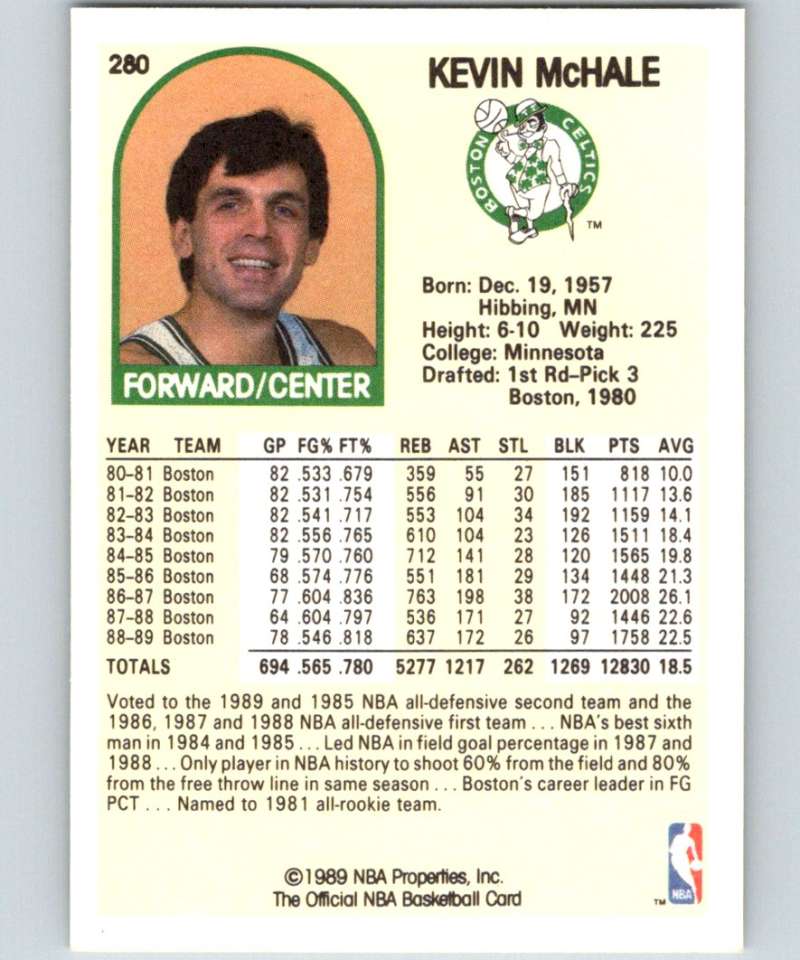 280
KEVIN McHALE
BOSTON CELTICS
TM
Born: Dec. 19, 1957
Hibbing, MN
Height: 6-10 Weight: 225
College: Minnesota
Drafted: 1st Rd–Pick 3
Boston, 1980
FORWARD/CENTER
YEAR TEAM GP FG% FT% REB AST STL BLK PTS AVG
80–81 Boston 82 .533 .679 359 55 27 151 818 10.0
81–82 Boston 82 .531 .754 556 91 30 185 1117 13.6
82–83 Boston 82 .541 .717 553 104 34 192 1159 14.1
83–84 Boston 82 .556 .765 610 104 23 126 1511 18.4
84–85 Boston 79 .570 .760 712 141 28 120 1565 19.8
85–86 Boston 68 .574 .776 551 181 29 134 1448 21.3
86–87 Boston 77 .604 .836 763 198 38 172 2008 26.1
87–88 Boston 64 .604 .797 536 171 27 92 1446 22.6
88–89 Boston 78 .546 .818 637 172 26 97 1758 22.5
TOTALS 694 .565 .780 5277 1217 262 1269 12830 18.5
Voted to the 1989 and 1985 NBA all-defensive second team and the
1986, 1987 and 1988 NBA all-defensive first team . . . NBA's best sixth
man in 1984 and 1985 . . . Led NBA in field goal percentage in 1987 and
1988 . . . Only player in NBA history to shoot 60% from the field and 80%
from the free throw line in same season . . . Boston's career leader in FG
PCT . . . Named to 1981 all-rookie team.
©1989 NBA Properties, Inc.
The Official NBA Basketball Card
TM
NBA